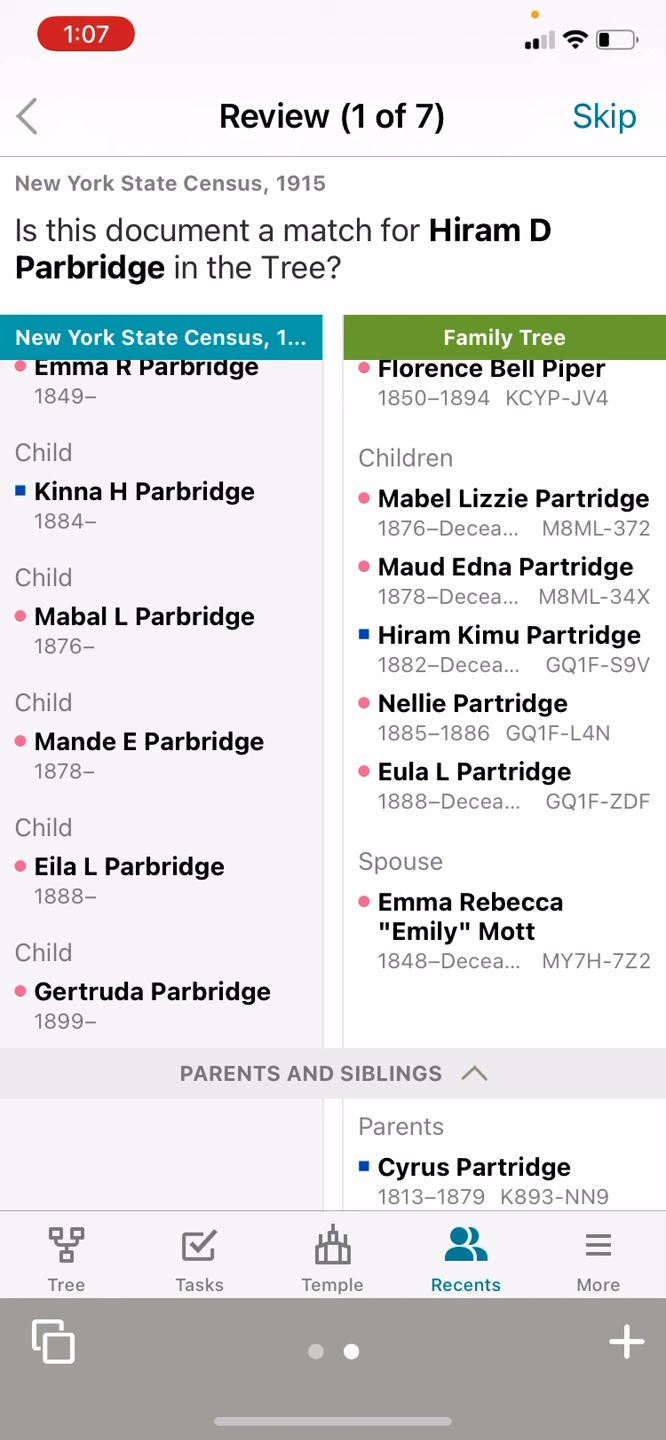 1:07
Review (1 of 7)
Skip
New York State Census, 1915
Is this document a match for Hiram D
Parbridge in the Tree?
New York State Census, 1...
Emma R Parbridge
1849–
Child
Kinna H Parbridge
1884–
Child
Mabal L Parbridge
1876–
Child
Mande E Parbridge
1878–
Child
Eila L Parbridge
1888–
Child
Gertruda Parbridge
1899–
Family Tree
Florence Bell Piper
1850–1894 KCYP-JV4
Children
Mabel Lizzie Partridge
1876–Decea... M8ML-372
Maud Edna Partridge
1878–Decea... M8ML-34X
Hiram Kimu Partridge
1882–Decea... GQ1F-S9V
Nellie Partridge
1885–1886 GQ1F-L4N
Eula L Partridge
1888–Decea... GQ1F-ZDF
Spouse
Emma Rebecca
"Emily" Mott
1848–Decea... MY7H-7Z2
PARENTS AND SIBLINGS
Parents
Cyrus Partridge
1813–1879 K893-NN9
Tree
Tasks
Temple
Recents
More